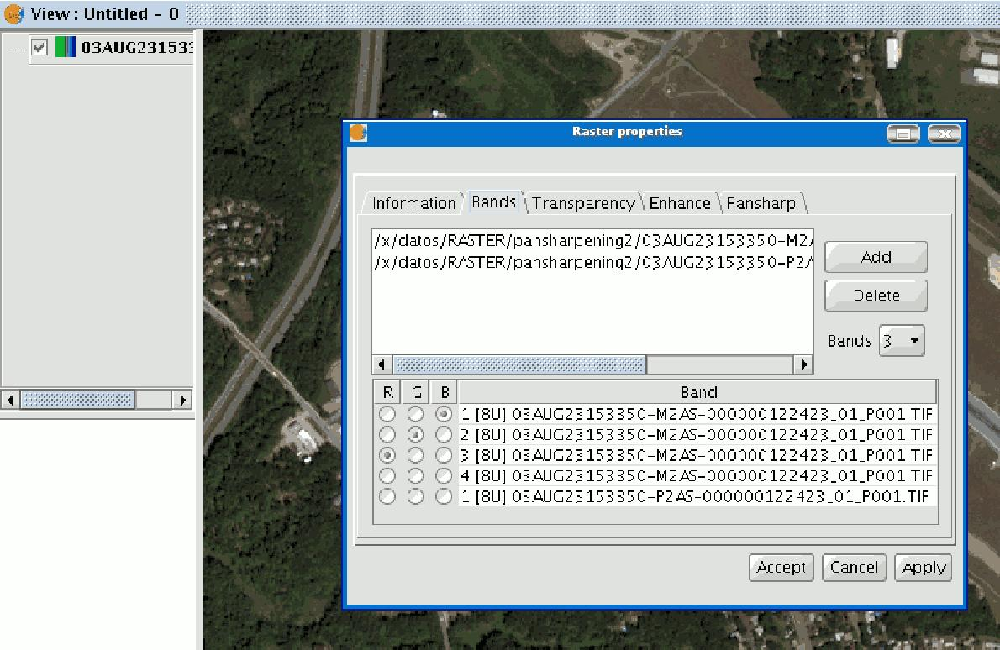 View : Untitled - 0
03AUG231533
Raster properties
Information Bands Transparency Enhance Pansharp
/x/datos/RASTER/pansharpening2/03AUG23153350-M2A
/x/datos/RASTER/pansharpening2/03AUG23153350-P2A
Add
Delete
Bands 3
R G B Band
1 [8U] 03AUG23153350-M2AS-000000122423_01_P001.TIF
2 [8U] 03AUG23153350-M2AS-000000122423_01_P001.TIF
3 [8U] 03AUG23153350-M2AS-000000122423_01_P001.TIF
4 [8U] 03AUG23153350-M2AS-000000122423_01_P001.TIF
1 [8U] 03AUG23153350-P2AS-000000122423_01_P001.TIF
Accept Cancel Apply